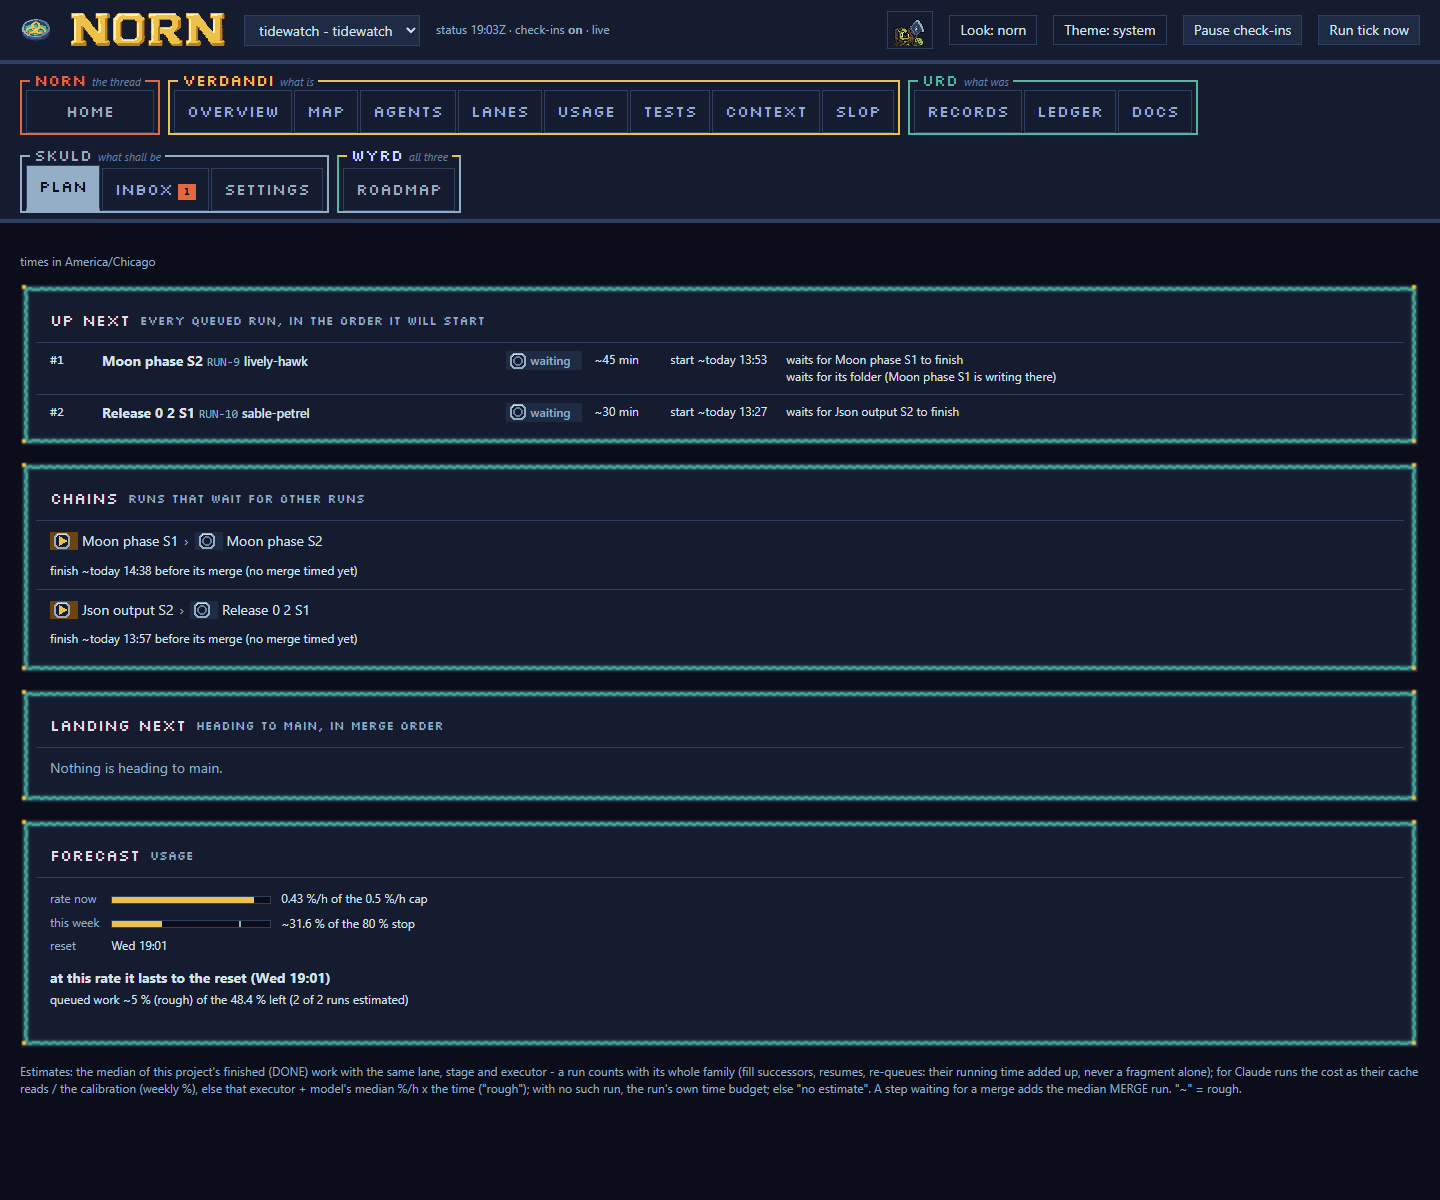 NORN
tidewatch - tidewatch
status 19:03Z · check-ins on · live
Look: norn
Theme: system
Pause check-ins
Run tick now
NORN the thread
HOME
VERDANDI what is
OVERVIEW
MAP
AGENTS
LANES
USAGE
TESTS
CONTEXT
SLOP
URD what was
RECORDS
LEDGER
DOCS
SKULD what shall be
PLAN
INBOX 1
SETTINGS
WYRD all three
ROADMAP
times in America/Chicago
UP NEXT EVERY QUEUED RUN, IN THE ORDER IT WILL START
#1 Moon phase S2 RUN-9 lively-hawk waiting ~45 min start ~today 13:53 waits for Moon phase S1 to finish
waits for its folder (Moon phase S1 is writing there)
#2 Release 0 2 S1 RUN-10 sable-petrel waiting ~30 min start ~today 13:27 waits for Json output S2 to finish
CHAINS RUNS THAT WAIT FOR OTHER RUNS
Moon phase S1 › Moon phase S2
finish ~today 14:38 before its merge (no merge timed yet)
Json output S2 › Release 0 2 S1
finish ~today 13:57 before its merge (no merge timed yet)
LANDING NEXT HEADING TO MAIN, IN MERGE ORDER
Nothing is heading to main.
FORECAST USAGE
rate now 0.43 %/h of the 0.5 %/h cap
this week ~31.6 % of the 80 % stop
reset Wed 19:01
at this rate it lasts to the reset (Wed 19:01)
queued work ~5 % (rough) of the 48.4 % left (2 of 2 runs estimated)
Estimates: the median of this project's finished (DONE) work with the same lane, stage and executor - a run counts with its whole family (fill successors, resumes, re-queues: their running time added up, never a fragment alone); for Claude runs the cost as their cache
reads / the calibration (weekly %), else that executor + model's median %/h x the time ("rough"); with no such run, the run's own time budget; else "no estimate". A step waiting for a merge adds the median MERGE run. "~" = rough.